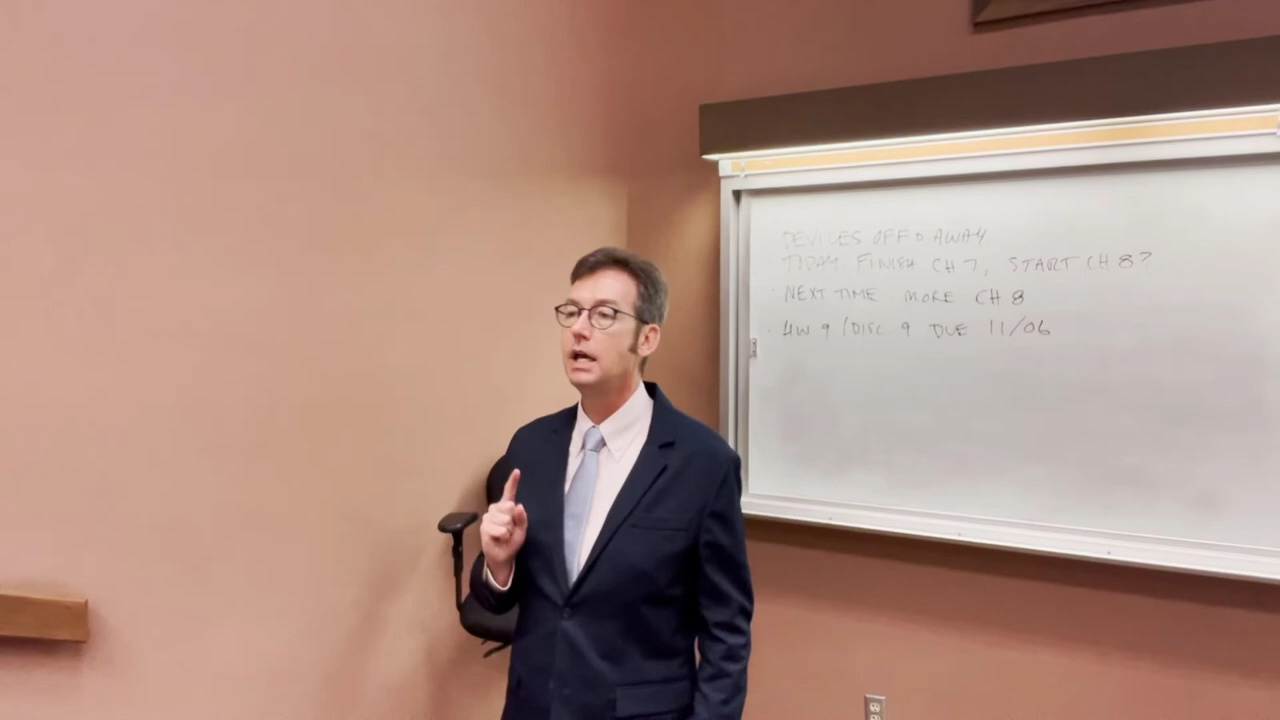 DEVICES OFF & AWAY
· TODAY: FINISH CH 7, START CH 8?
· NEXT TIME: MORE CH 8
· HW 9 / DISC 9 DUE 11/06